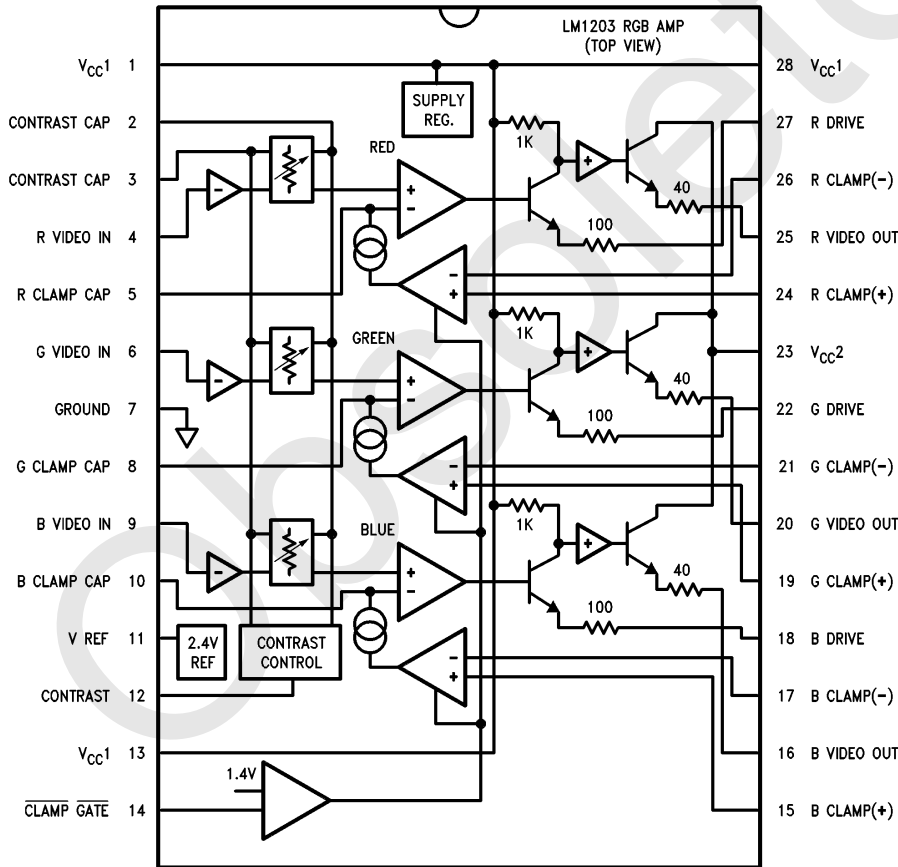 LM1203 RGB AMP
(TOP VIEW)
VCC1 1
CONTRAST CAP 2
CONTRAST CAP 3
R VIDEO IN 4
R CLAMP CAP 5
G VIDEO IN 6
GROUND 7
G CLAMP CAP 8
B VIDEO IN 9
B CLAMP CAP 10
V REF 11
CONTRAST 12
VCC1 13
CLAMP GATE 14
28 VCC1
27 R DRIVE
26 R CLAMP(-)
25 R VIDEO OUT
24 R CLAMP(+)
23 VCC2
22 G DRIVE
21 G CLAMP(-)
20 G VIDEO OUT
19 G CLAMP(+)
18 B DRIVE
17 B CLAMP(-)
16 B VIDEO OUT
15 B CLAMP(+)
SUPPLY
REG.
RED
+
-
-
+
1K
+
40
100
GREEN
+
-
-
+
1K
+
40
100
BLUE
+
-
-
+
1K
+
40
100
-
-
-
2.4V
REF
CONTRAST
CONTROL
1.4V
Obsolete